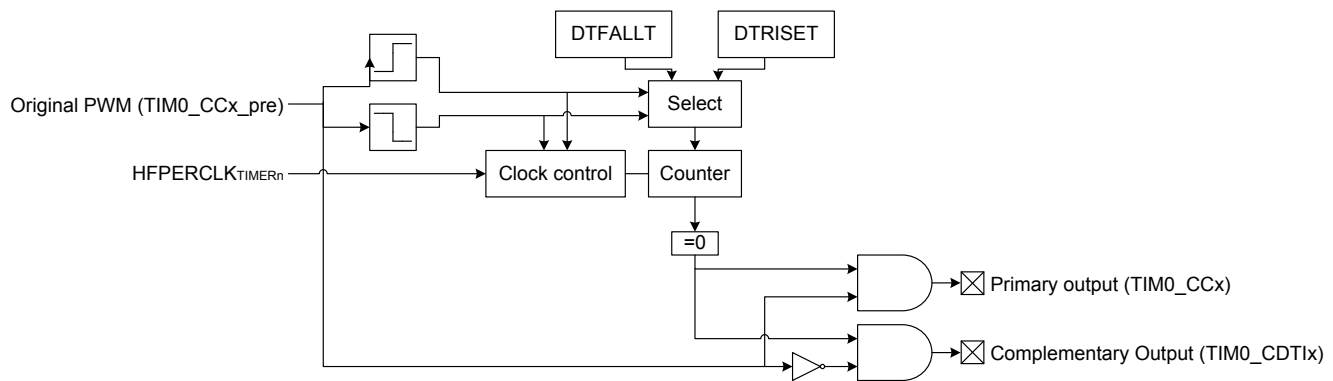 DTFALLT
DTRISET
Original PWM (TIM0_CCx_pre)
Select
HFPERCLKTIMERn
Clock control
Counter
=0
Primary output (TIM0_CCx)
Complementary Output (TIM0_CDTIx)